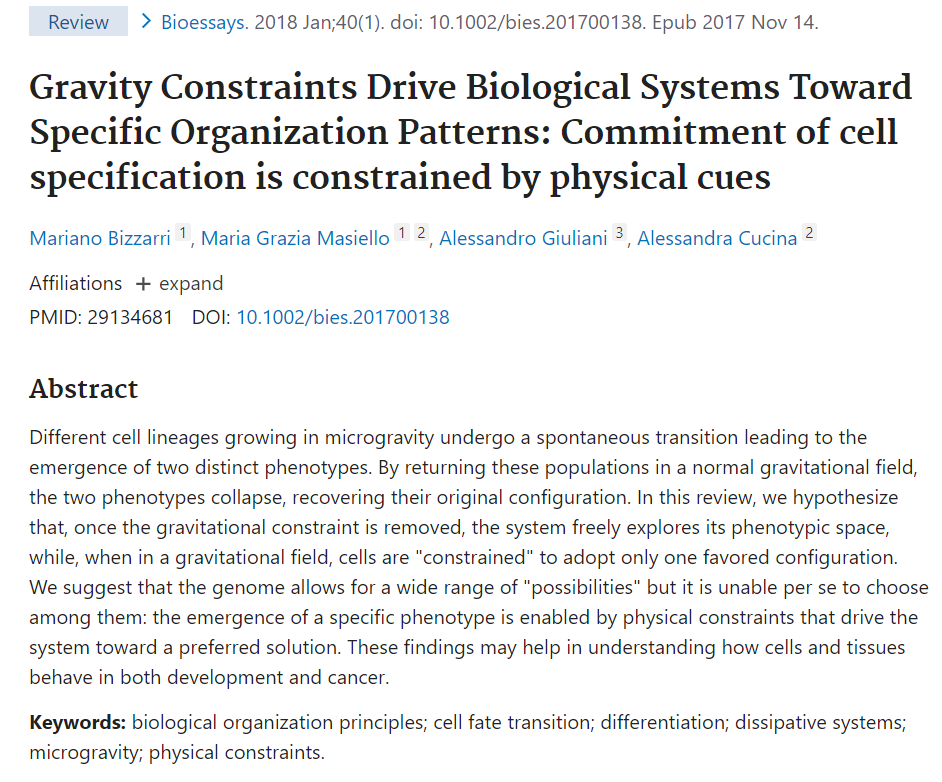 Review > Bioessays. 2018 Jan;40(1). doi: 10.1002/bies.201700138. Epub 2017 Nov 14.
Gravity Constraints Drive Biological Systems Toward
Specific Organization Patterns: Commitment of cell
specification is constrained by physical cues
Mariano Bizzarri 1, Maria Grazia Masiello 1 2, Alessandro Giuliani 3, Alessandra Cucina 2
Affiliations + expand
PMID: 29134681 DOI: 10.1002/bies.201700138
Abstract
Different cell lineages growing in microgravity undergo a spontaneous transition leading to the
emergence of two distinct phenotypes. By returning these populations in a normal gravitational field,
the two phenotypes collapse, recovering their original configuration. In this review, we hypothesize
that, once the gravitational constraint is removed, the system freely explores its phenotypic space,
while, when in a gravitational field, cells are "constrained" to adopt only one favored configuration.
We suggest that the genome allows for a wide range of "possibilities" but it is unable per se to choose
among them: the emergence of a specific phenotype is enabled by physical constraints that drive the
system toward a preferred solution. These findings may help in understanding how cells and tissues
behave in both development and cancer.
Keywords: biological organization principles; cell fate transition; differentiation; dissipative systems;
microgravity; physical constraints.